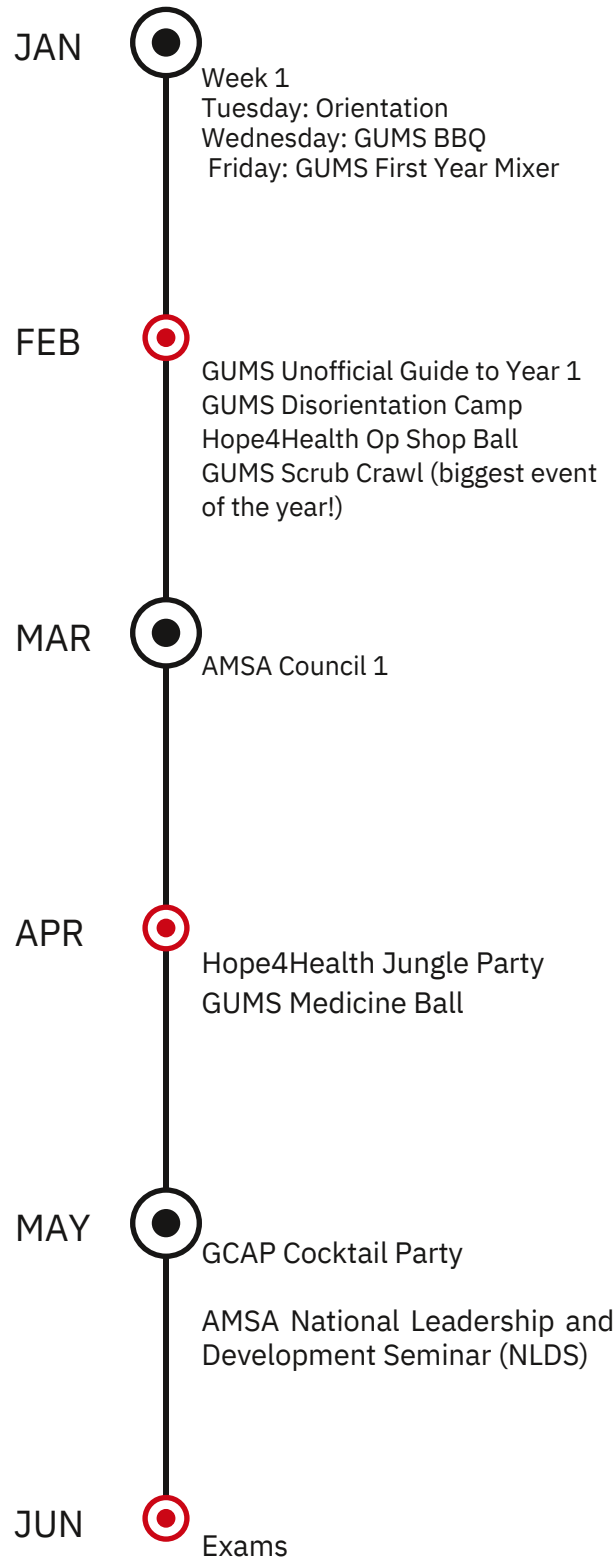 JAN
Week 1
Tuesday: Orientation
Wednesday: GUMS BBQ
Friday: GUMS First Year Mixer
FEB
GUMS Unofficial Guide to Year 1
GUMS Disorientation Camp
Hope4Health Op Shop Ball
GUMS Scrub Crawl (biggest event
of the year!)
MAR
AMSA Council 1
APR
Hope4Health Jungle Party
GUMS Medicine Ball
MAY
GCAP Cocktail Party
AMSA National Leadership and
Development Seminar (NLDS)
JUN
Exams